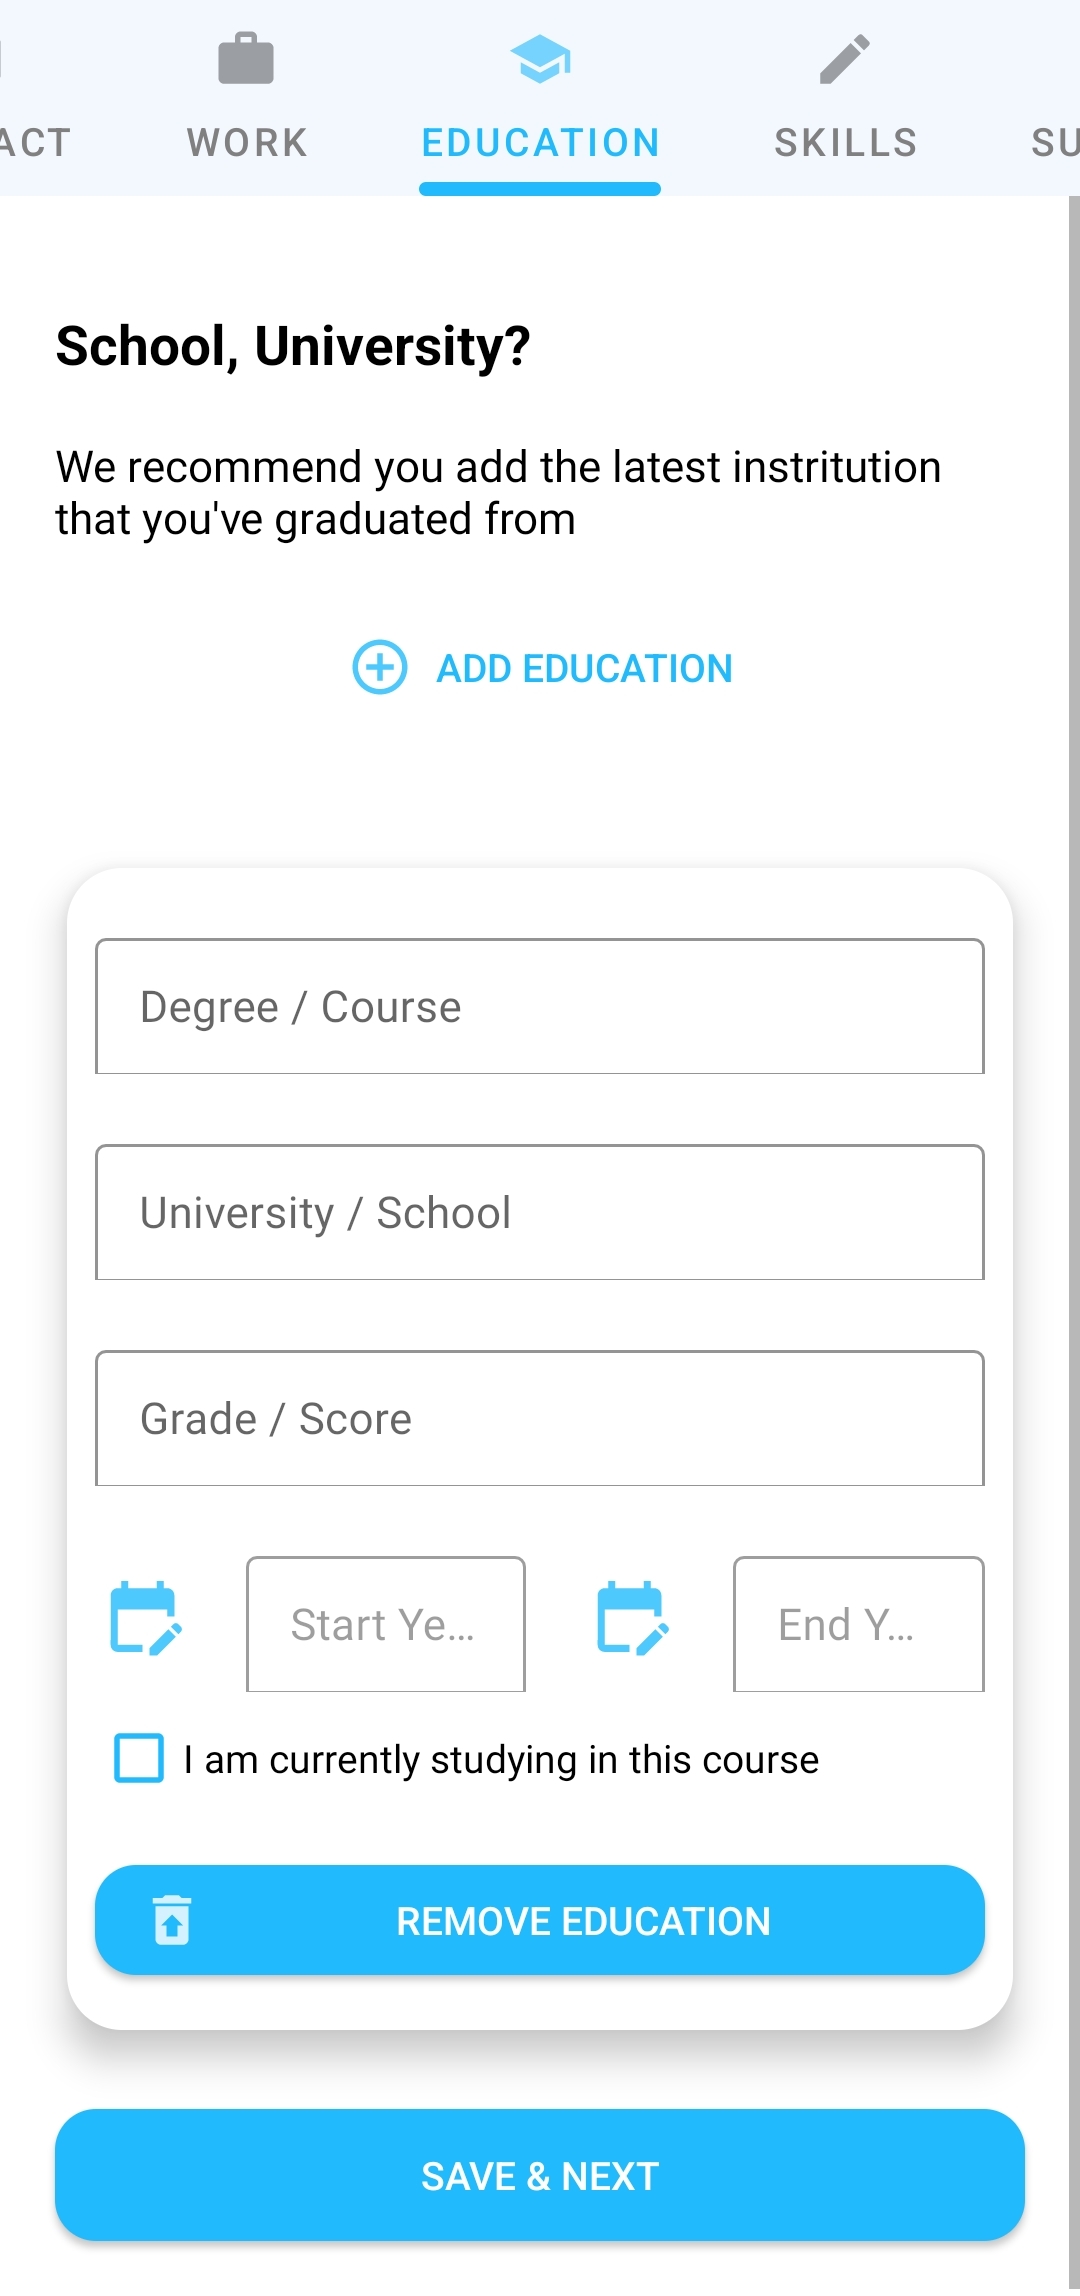 ACT WORK EDUCATION SKILLS SU
School, University?
We recommend you add the latest instritution
that you've graduated from
ADD EDUCATION
Degree / Course
University / School
Grade / Score
Start Ye... End Y...
I am currently studying in this course
REMOVE EDUCATION
SAVE & NEXT